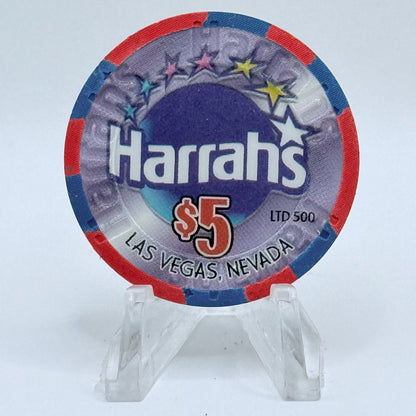 Harrah's
$5
LTD 500
LAS VEGAS, NEVADA